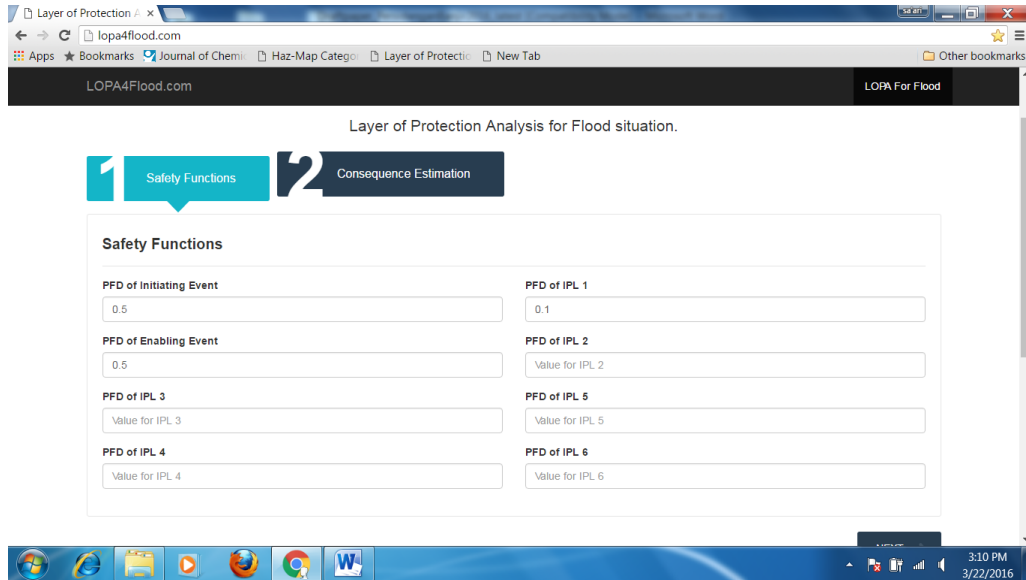 Layer of Protection A
lopa4flood.com
Apps Bookmarks Journal of Chemic Haz-Map Categor Layer of Protectio New Tab Other bookmarks
LOPA4Flood.com LOPA For Flood
Layer of Protection Analysis for Flood situation.
1 Safety Functions 2 Consequence Estimation
Safety Functions
PFD of Initiating Event PFD of IPL 1
0.5 0.1
PFD of Enabling Event PFD of IPL 2
0.5 Value for IPL 2
PFD of IPL 3 PFD of IPL 5
Value for IPL 3 Value for IPL 5
PFD of IPL 4 PFD of IPL 6
Value for IPL 4 Value for IPL 6
3:10 PM
3/22/2016